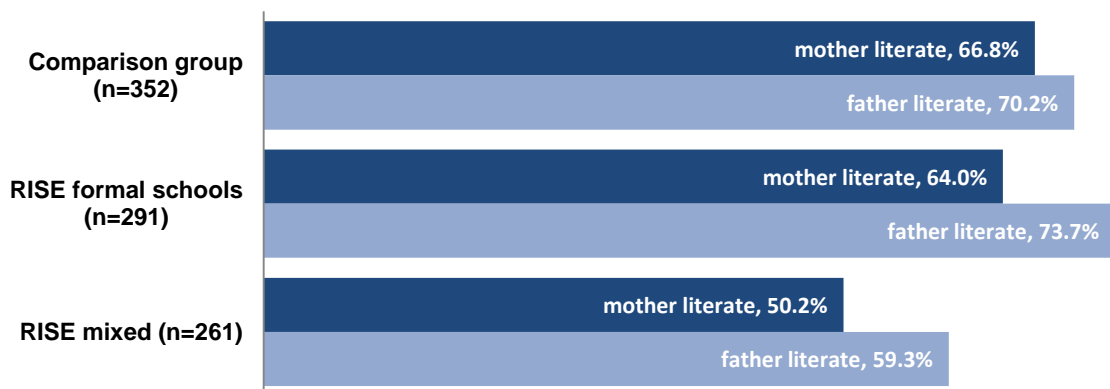 Comparison group
(n=352)
mother literate, 66.8%
father literate, 70.2%
RISE formal schools
(n=291)
mother literate, 64.0%
father literate, 73.7%
RISE mixed (n=261)
mother literate, 50.2%
father literate, 59.3%